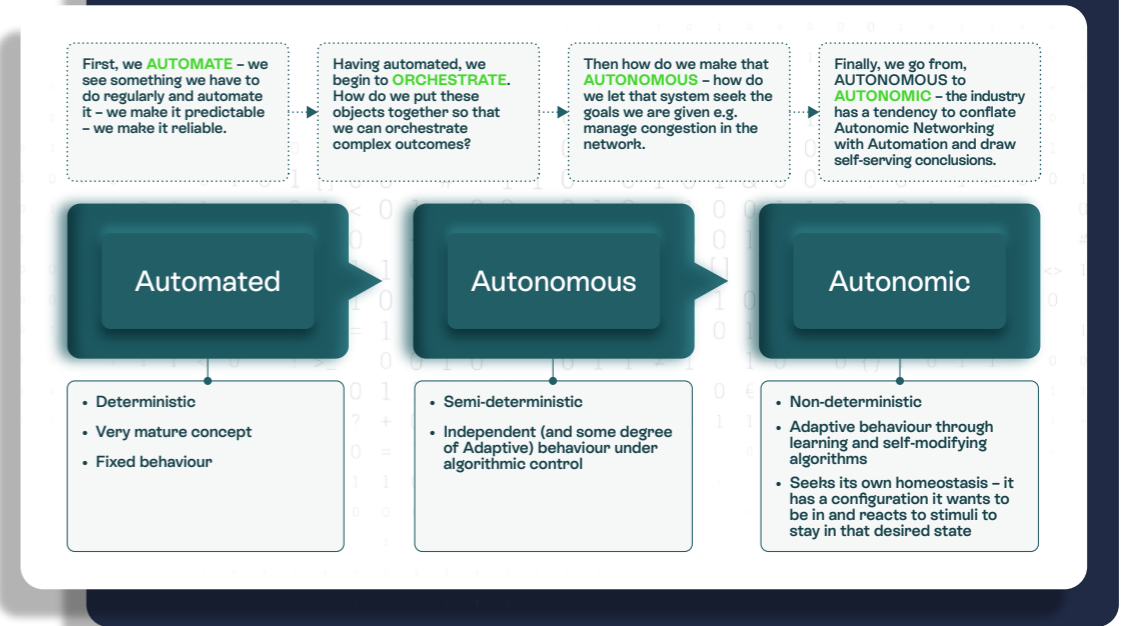 First, we AUTOMATE – we
see something we have to
do regularly and automate
it – we make it predictable
– we make it reliable.
Having automated, we
begin to ORCHESTRATE.
How do we put these
objects together so that
we can orchestrate
complex outcomes?
Then how do we make that
AUTONOMOUS – how do
we let that system seek the
goals we are given e.g.
manage congestion in the
network.
Finally, we go from,
AUTONOMOUS to
AUTONOMIC – the industry
has a tendency to conflate
Autonomic Networking
with Automation and draw
self-serving conclusions.
Automated
Autonomous
Autonomic
• Deterministic
• Very mature concept
• Fixed behaviour
• Semi-deterministic
• Independent (and some degree
of Adaptive) behaviour under
algorithmic control
• Non-deterministic
• Adaptive behaviour through
learning and self-modifying
algorithms
• Seeks its own homeostasis – it
has a configuration it wants to
be in and reacts to stimuli to
stay in that desired state